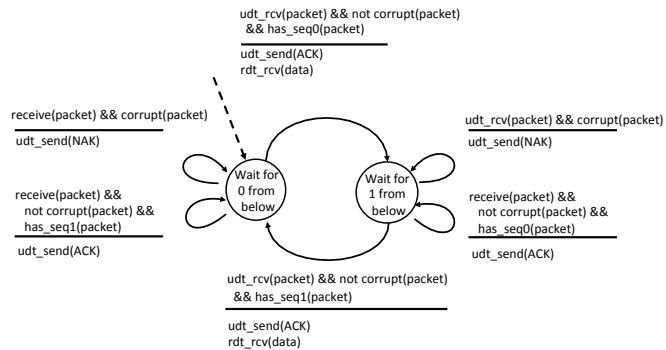 udt_rcv(packet) && not corrupt(packet)
&& has_seq0(packet)
udt_send(ACK)
rdt_rcv(data)
receive(packet) && corrupt(packet)
udt_send(NAK)
udt_rcv(packet) && corrupt(packet)
udt_send(NAK)
Wait for
0 from
below
Wait for
1 from
below
receive(packet) &&
not corrupt(packet) &&
has_seq1(packet)
udt_send(ACK)
receive(packet) &&
not corrupt(packet) &&
has_seq0(packet)
udt_send(ACK)
udt_rcv(packet) && not corrupt(packet)
&& has_seq1(packet)
udt_send(ACK)
rdt_rcv(data)